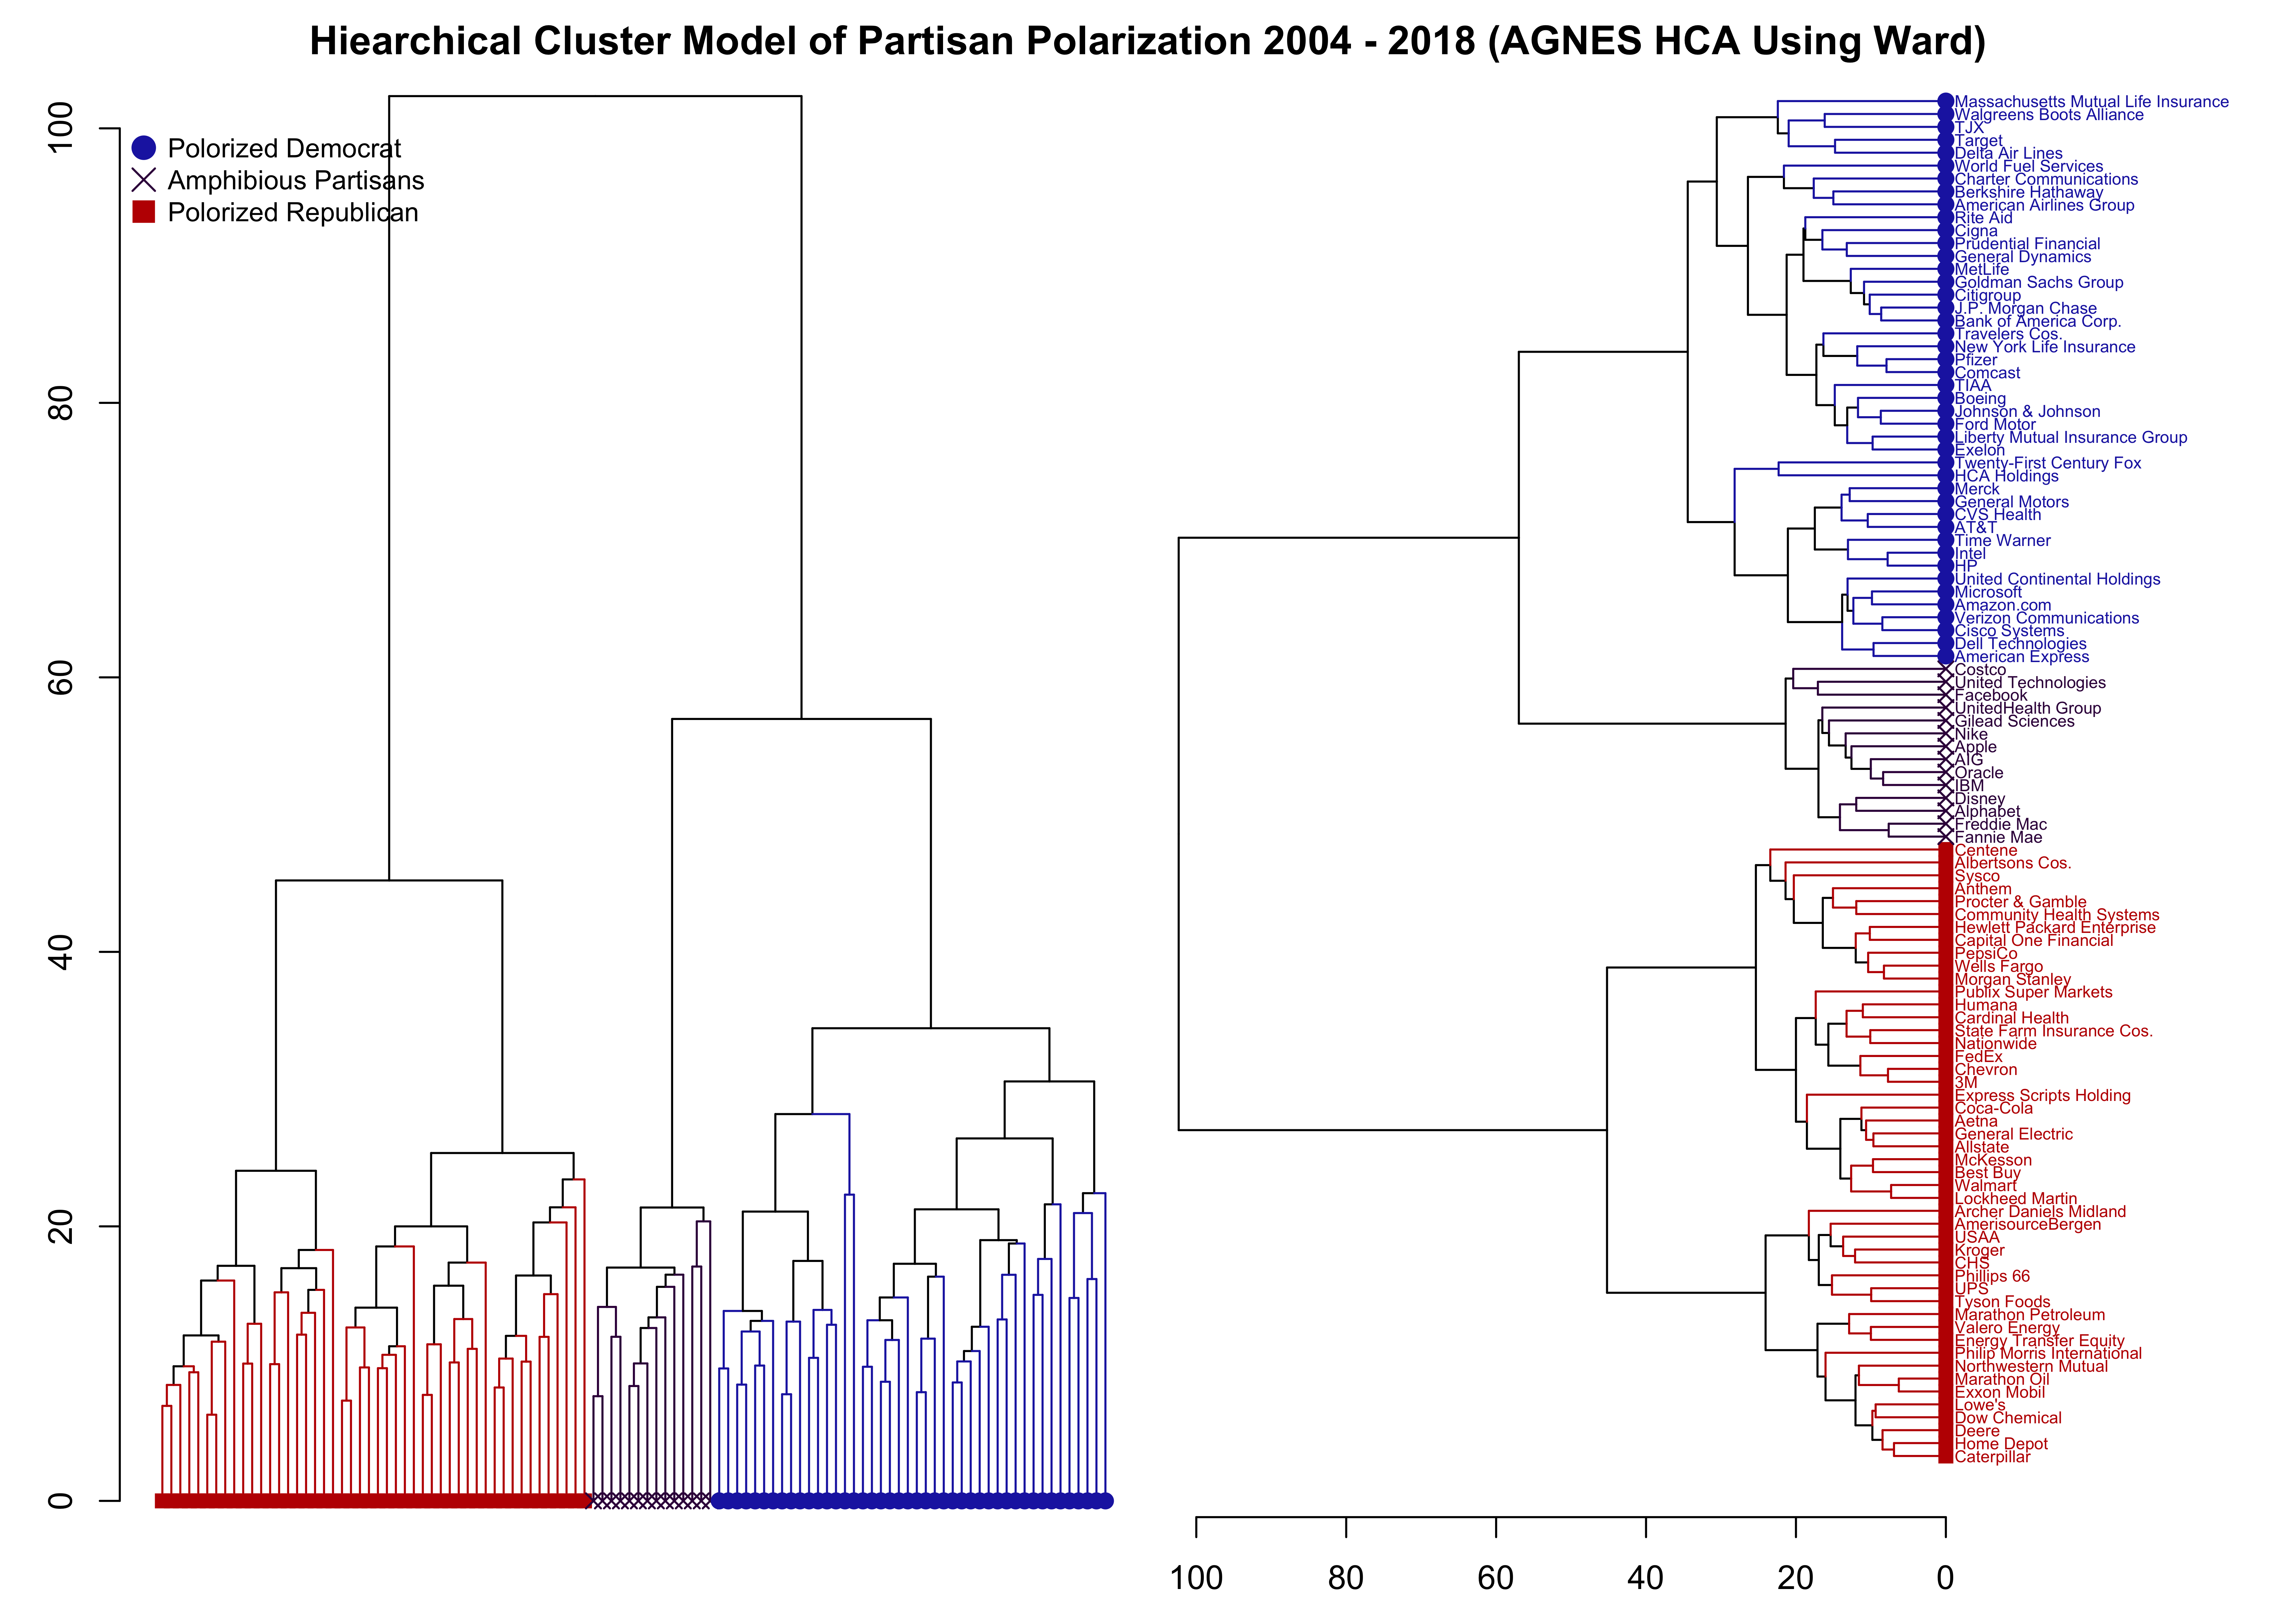 Hiearchical Cluster Model of Partisan Polarization 2004 - 2018 (AGNES HCA Using Ward)
100
80
60
40
20
0
Polorized Democrat
Amphibious Partisans
Polorized Republican
Massachusetts Mutual Life Insurance
Walgreens Boots Alliance
TJX
Target
Delta Air Lines
World Fuel Services
Charter Communications
Berkshire Hathaway
American Airlines Group
Rite Aid
Cigna
Prudential Financial
General Dynamics
MetLife
Goldman Sachs Group
Citigroup
J.P. Morgan Chase
Bank of America Corp.
Travelers Cos.
New York Life Insurance
Pfizer
Comcast
TIAA
Boeing
Johnson & Johnson
Ford Motor
Liberty Mutual Insurance Group
Exelon
Twenty-First Century Fox
HCA Holdings
Merck
General Motors
CVS Health
AT&T
Time Warner
Intel
HP
United Continental Holdings
Microsoft
Amazon.com
Verizon Communications
Cisco Systems
Dell Technologies
American Express
Costco
United Technologies
Facebook
UnitedHealth Group
Gilead Sciences
Nike
Apple
AIG
Oracle
IBM
Disney
Alphabet
Freddie Mac
Fannie Mae
Centene
Albertsons Cos.
Sysco
Anthem
Procter & Gamble
Community Health Systems
Hewlett Packard Enterprise
Capital One Financial
PepsiCo
Wells Fargo
Morgan Stanley
Publix Super Markets
Humana
Cardinal Health
State Farm Insurance Cos.
Nationwide
FedEx
Chevron
3M
Express Scripts Holding
Coca-Cola
Aetna
General Electric
Allstate
McKesson
Best Buy
Walmart
Lockheed Martin
Archer Daniels Midland
AmerisourceBergen
USAA
Kroger
CHS
Phillips 66
UPS
Tyson Foods
Marathon Petroleum
Valero Energy
Energy Transfer Equity
Philip Morris International
Northwestern Mutual
Marathon Oil
Exxon Mobil
Lowe's
Dow Chemical
Deere
Home Depot
Caterpillar
100 80 60 40 20 0